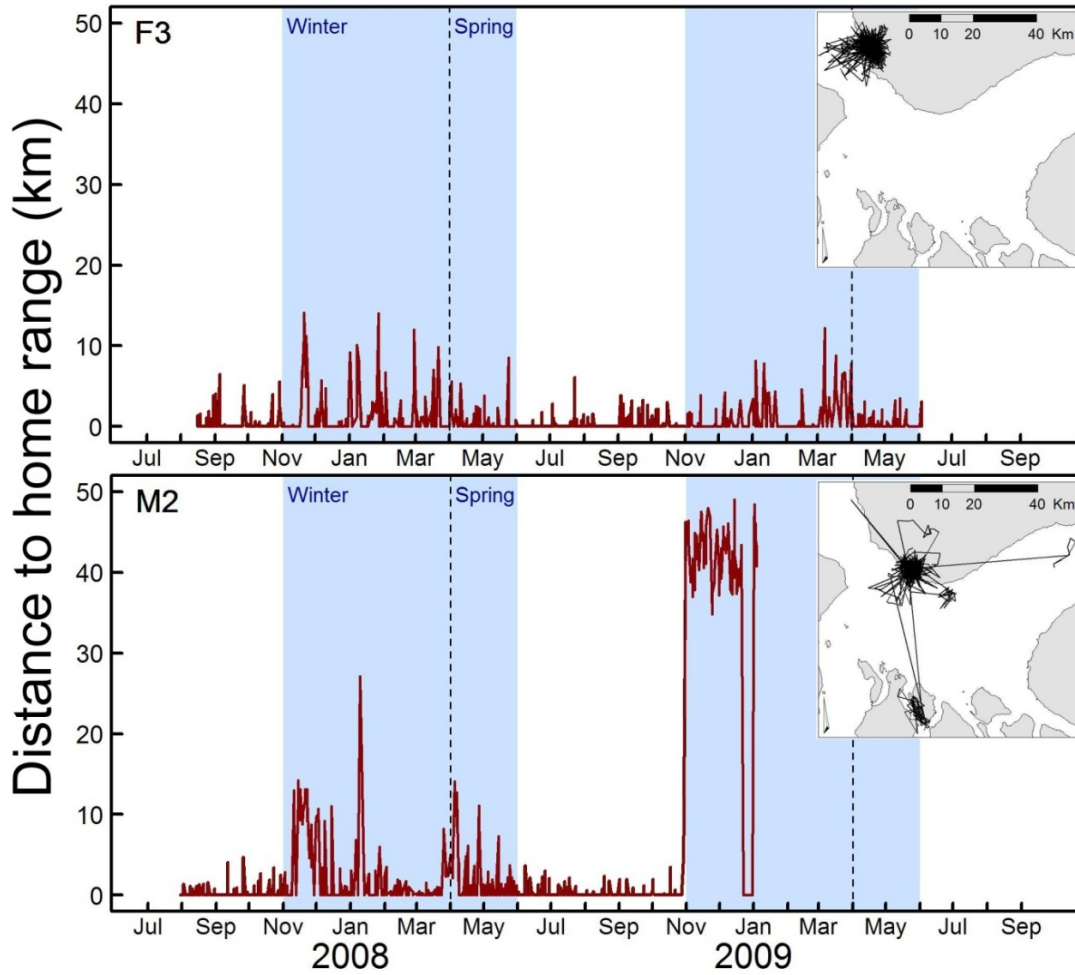 Distance to home range (km)
F3
Winter
Spring
0 10 20 40 Km
50
40
30
20
10
0
Jul Sep Nov Jan Mar May Jul Sep Nov Jan Mar May Jul Sep
M2
Winter
Spring
0 10 20 40 Km
50
40
30
20
10
0
Jul Sep Nov Jan Mar May Jul Sep Nov Jan Mar May Jul Sep
2008 2009